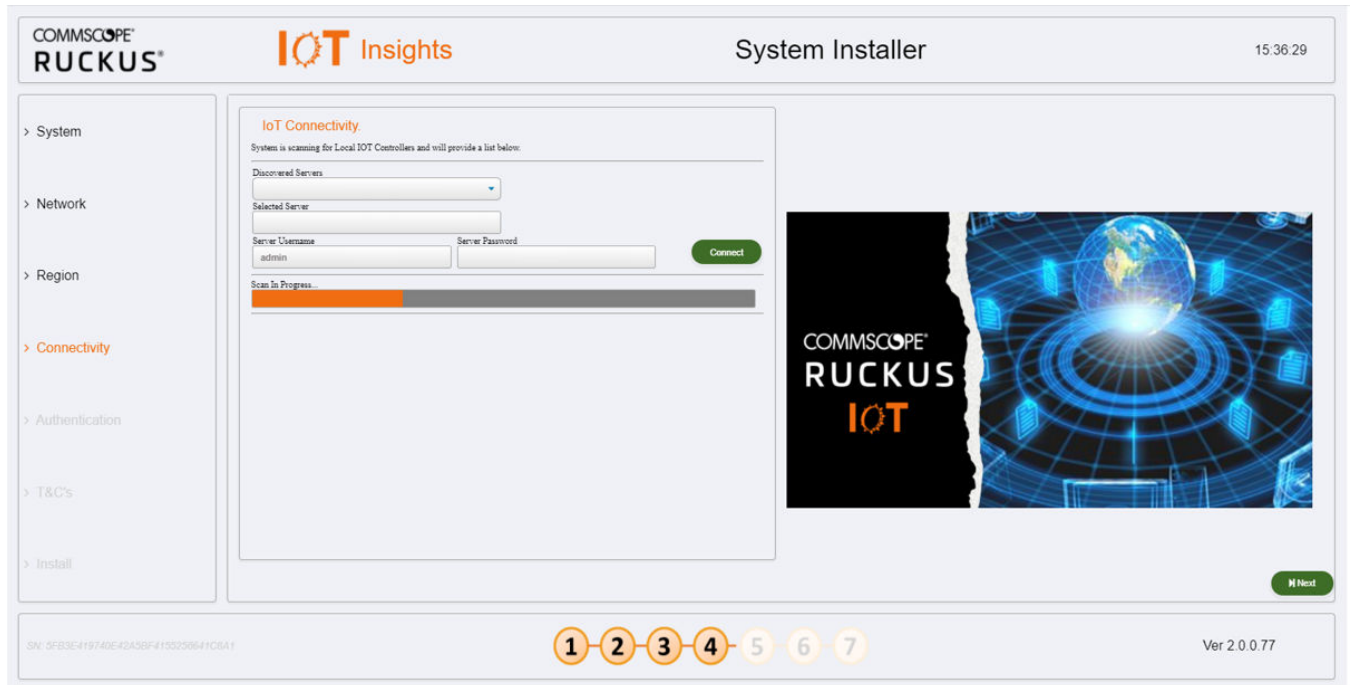 COMMSCOPE®
RUCKUS®
IOT Insights
System Installer
15:36:29
> System
> Network
> Region
> Connectivity
> Authentication
> T&C's
> Install
IoT Connectivity.
System is scanning for Local IOT Controllers and will provide a list below.
Discovered Servers
Selected Server
Server Username
Server Password
admin
Connect
Scan In Progress...
COMMSCOPE®
RUCKUS
IOT
Next
SN:
1 2 3 4 5 6 7
Ver 2.0.0.77